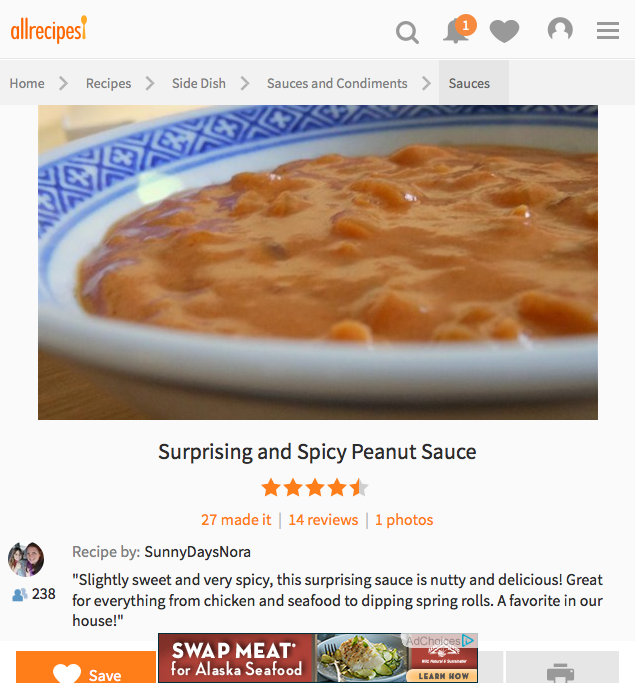 allrecipes
1
Home Recipes Side Dish Sauces and Condiments Sauces
Surprising and Spicy Peanut Sauce
27 made it | 14 reviews | 1 photos
Recipe by: SunnyDaysNora
238
"Slightly sweet and very spicy, this surprising sauce is nutty and delicious! Great
for everything from chicken and seafood to dipping spring rolls. A favorite in our
house!"
AdChoices
SWAP MEAT*
for Alaska Seafood
Wild, Natural & Sustainable
LEARN HOW
Save